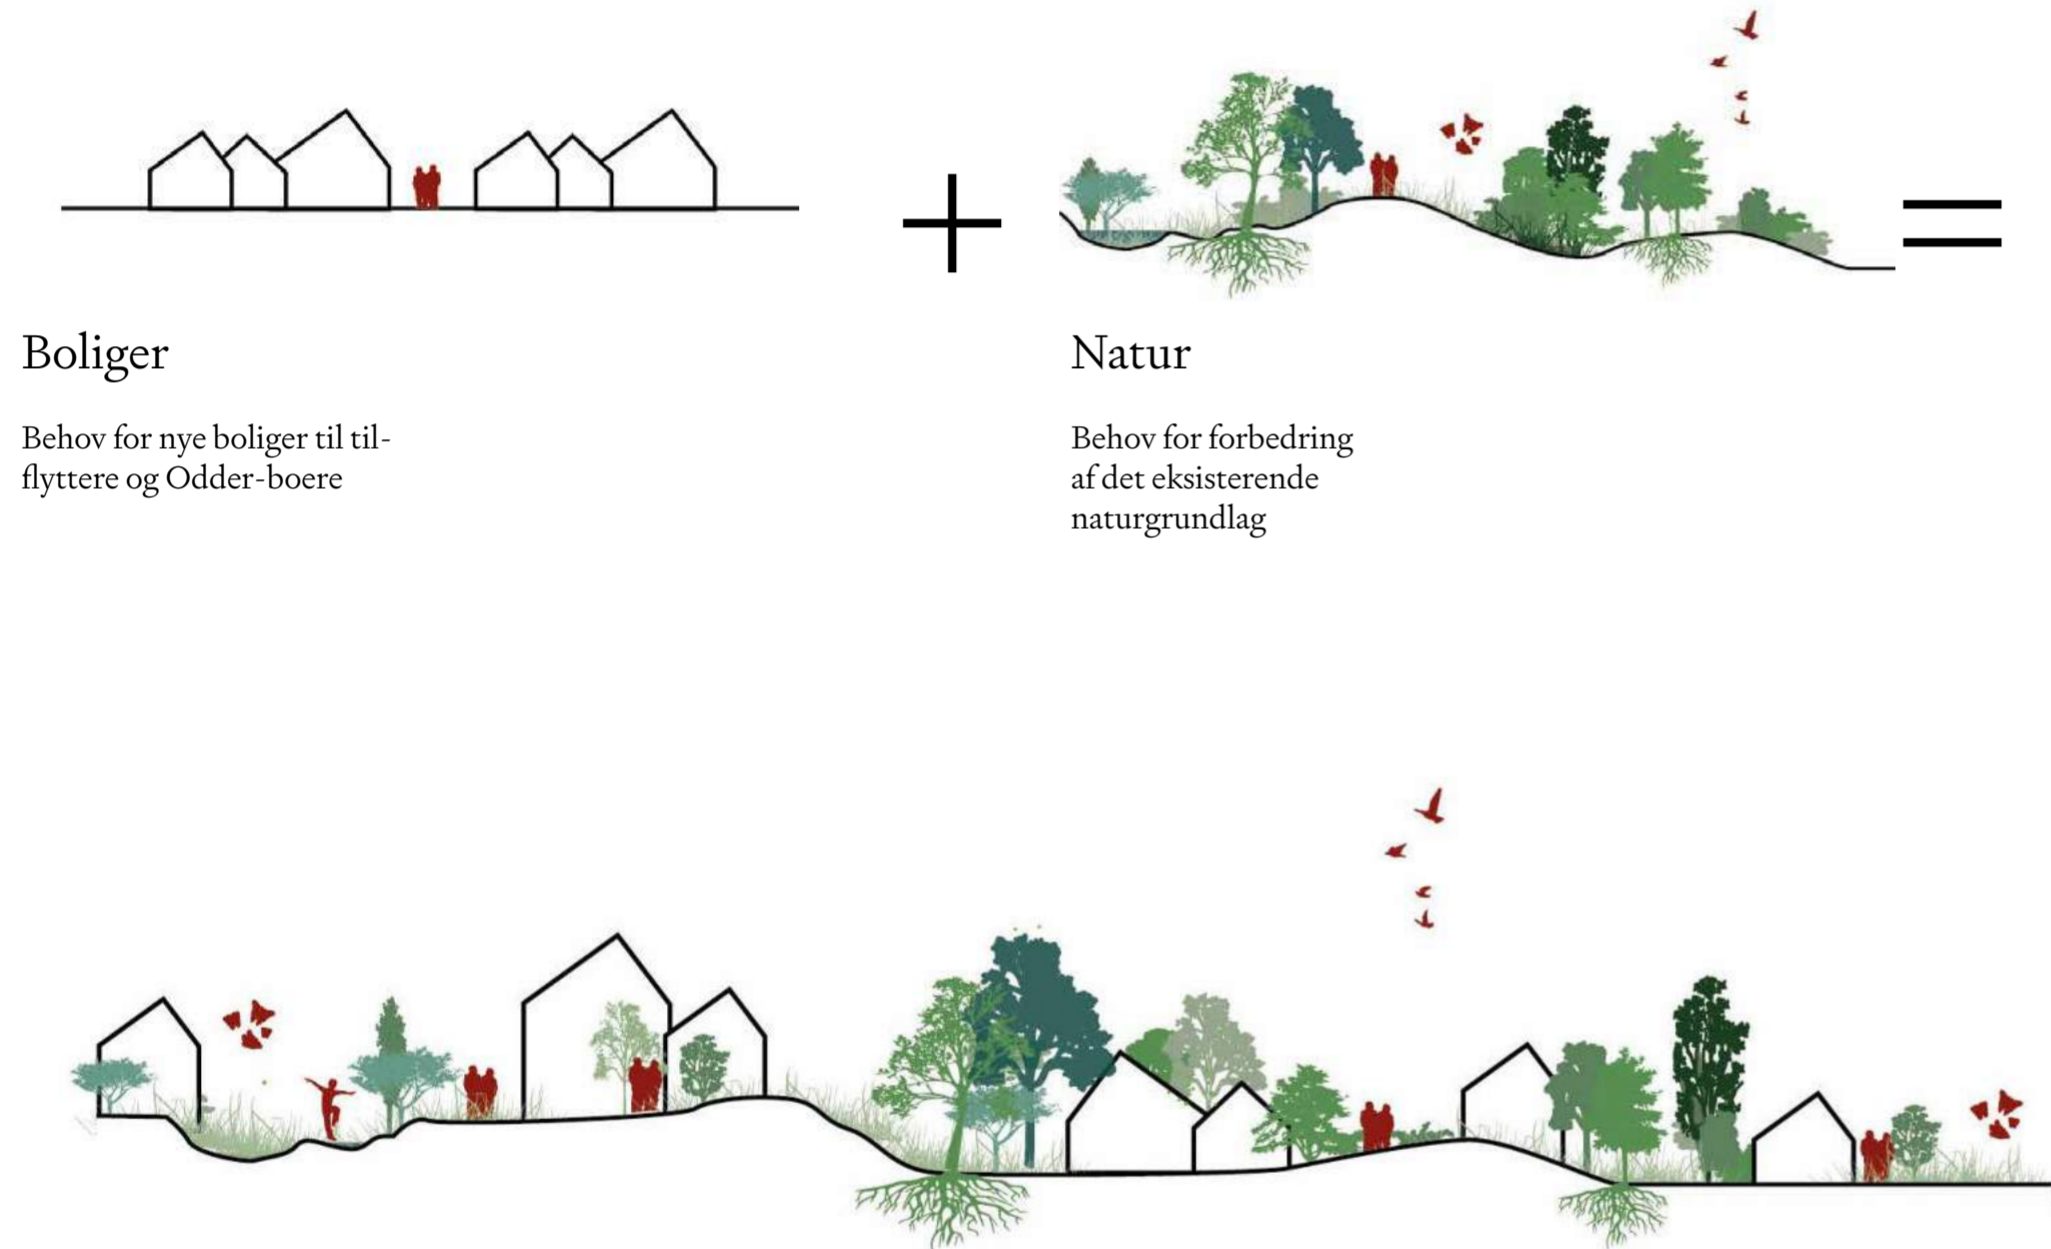 Boliger
Behov for nye boliger til til-
flyttere og Odder-boere
Natur
Behov for forbedring
af det eksisterende
naturgrundlag